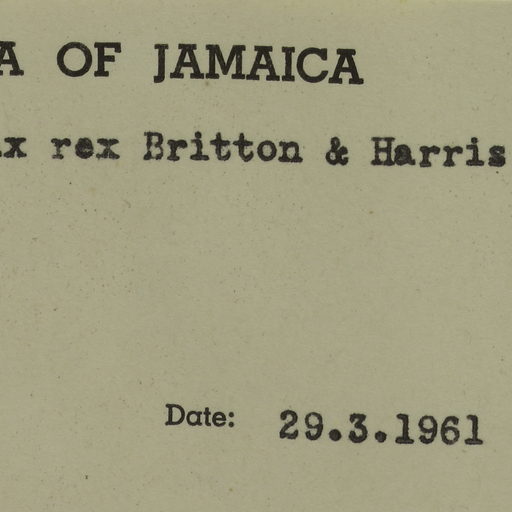 A OF JAMAICA
x rex Britton & Harris
Date: 29.3.1961